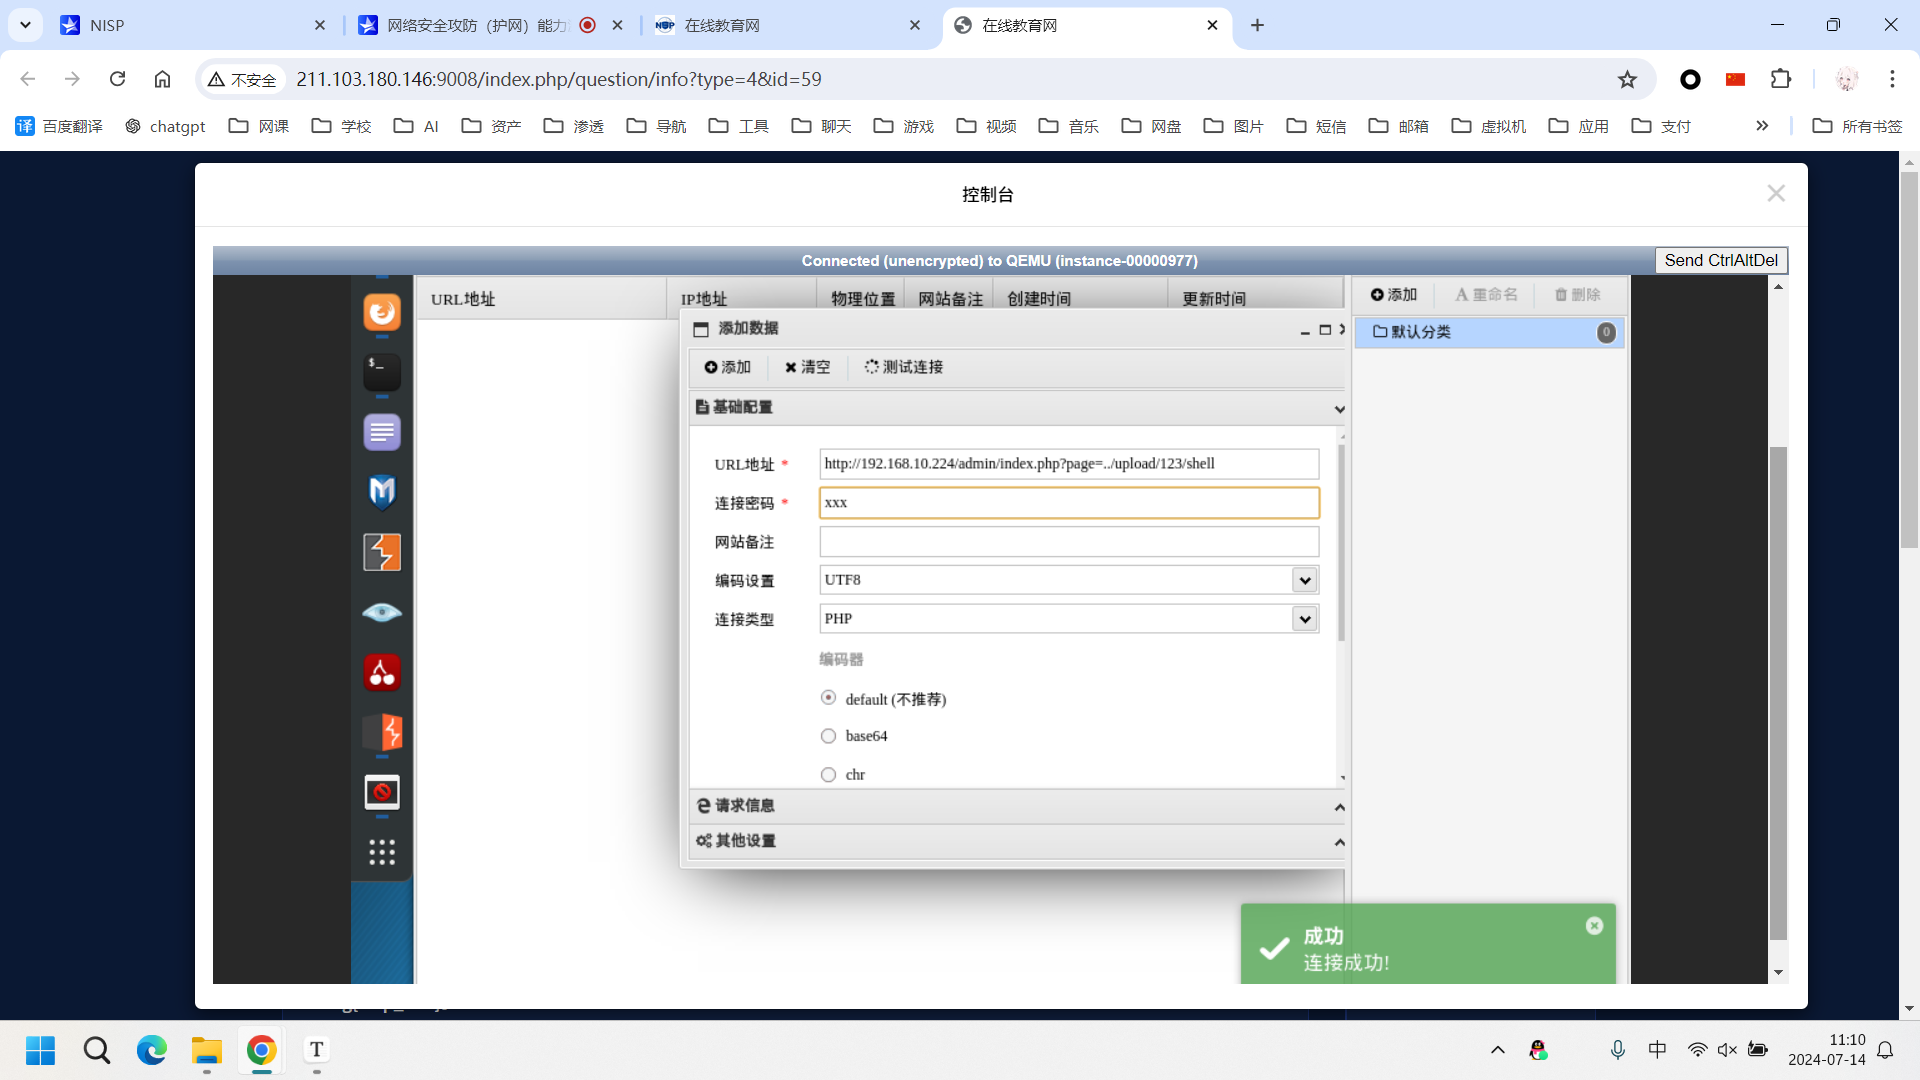 NISP
网络安全攻防（护网）能力
在线教育网
在线教育网
不安全
211.103.180.146:9008/index.php/question/info?type=4&id=59
译 百度翻译
chatgpt
网课
学校
AI
资产
渗透
导航
工具
聊天
游戏
视频
音乐
网盘
图片
短信
邮箱
虚拟机
应用
支付
所有书签
控制台
Connected (unencrypted) to QEMU (instance-00000977)
Send CtrlAltDel
URL地址
IP地址
物理位置
网站备注
创建时间
更新时间
添加
重命名
删除
默认分类
0
添加数据
添加
清空
测试连接
基础配置
URL地址 *
http://192.168.10.224/admin/index.php?page=../upload/123/shell
连接密码 *
xxx
网站备注
编码设置
UTF8
连接类型
PHP
编码器
default (不推荐)
base64
chr
请求信息
其他设置
成功
连接成功!
中
11:10
2024-07-14